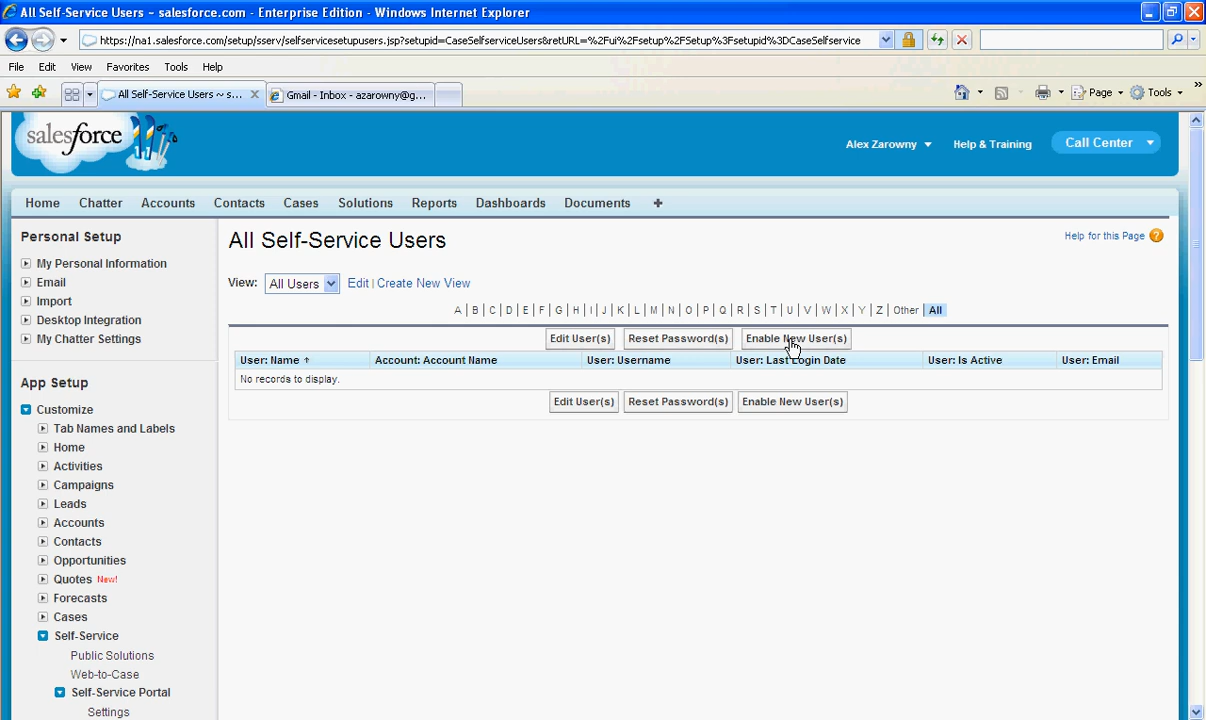 All Self-Service Users ~ salesforce.com - Enterprise Edition - Windows Internet Explorer
https://na1.salesforce.com/setup/sserv/selfservicesetupusers.jsp?setupid=CaseSelfserviceUsers&retURL=%2Fui%2Fsetup%2FSetup%3Fsetupid%3DCaseSelfservice
File Edit View Favorites Tools Help
All Self-Service Users ~ s... Gmail - Inbox - azarowny@g... Page Tools »
salesforce
Alex Zarowny Help & Training Call Center
Home Chatter Accounts Contacts Cases Solutions Reports Dashboards Documents +
Personal Setup
My Personal Information
Email
Import
Desktop Integration
My Chatter Settings
App Setup
Customize
Tab Names and Labels
Home
Activities
Campaigns
Leads
Accounts
Contacts
Opportunities
Quotes New!
Forecasts
Cases
Self-Service
Public Solutions
Web-to-Case
Self-Service Portal
Settings
All Self-Service Users
Help for this Page ?
View: All Users Edit | Create New View
A | B | C | D | E | F | G | H | I | J | K | L | M | N | O | P | Q | R | S | T | U | V | W | X | Y | Z | Other All
Edit User(s) Reset Password(s) Enable New User(s)
User: Name ↑ Account: Account Name User: Username User: Last Login Date User: Is Active User: Email
No records to display.
Edit User(s) Reset Password(s) Enable New User(s)